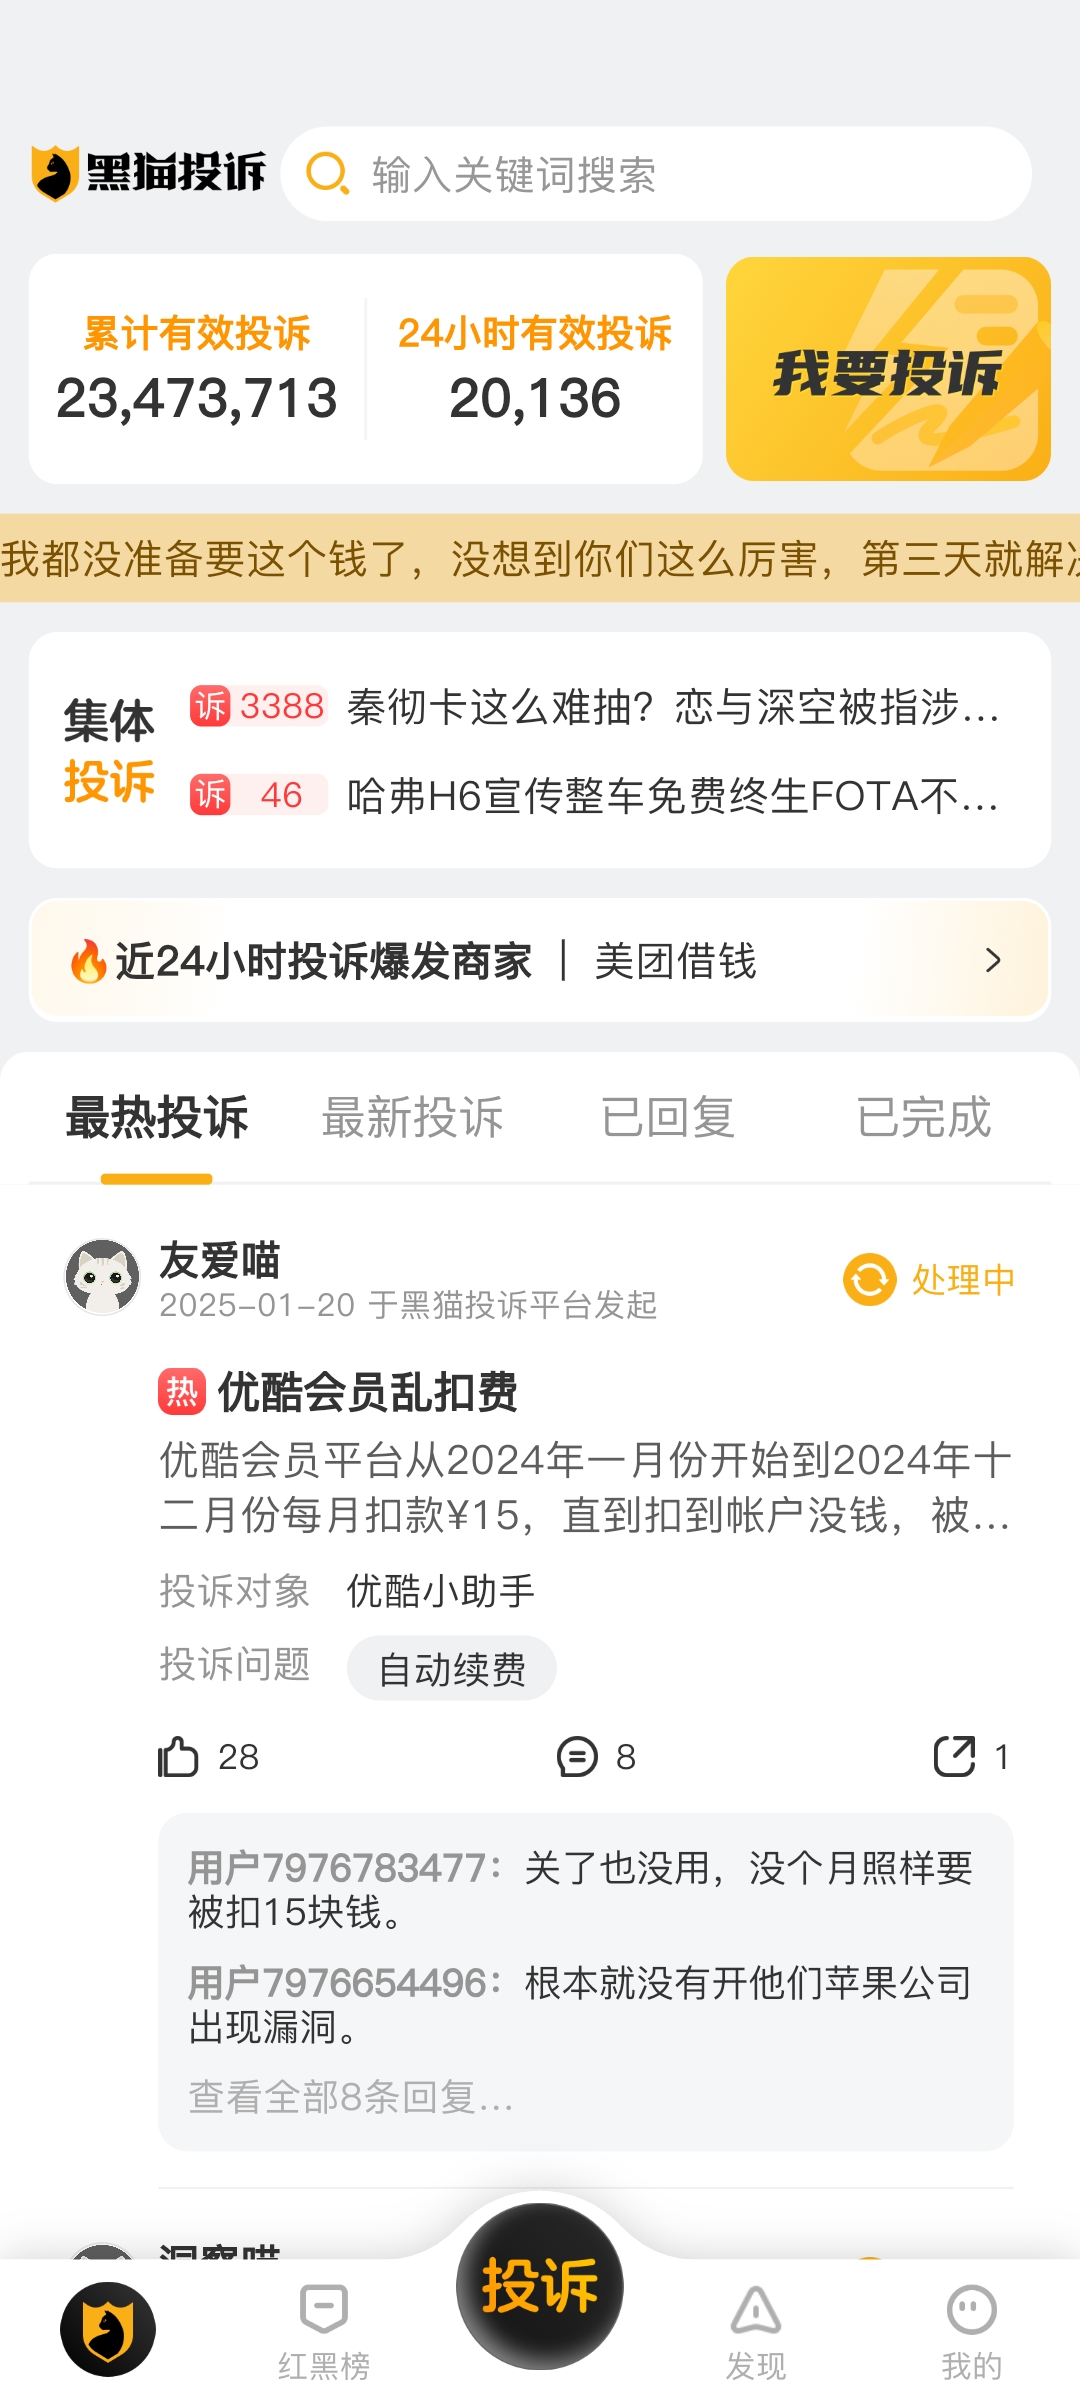 黑猫投诉
输入关键词搜索
累计有效投诉
23,473,713
24小时有效投诉
20,136
我要投诉
我都没准备要这个钱了，没想到你们这么厉害，第三天就解决
集体
投诉
诉 3388 秦彻卡这么难抽？恋与深空被指涉...
诉 46 哈弗H6宣传整车免费终生FOTA不...
近24小时投诉爆发商家 | 美团借钱
最热投诉 最新投诉 已回复 已完成
友爱喵
2025-01-20 于黑猫投诉平台发起
处理中
热 优酷会员乱扣费
优酷会员平台从2024年一月份开始到2024年十
二月份每月扣款¥15，直到扣到帐户没钱，被...
投诉对象 优酷小助手
投诉问题 自动续费
28 8 1
用户7976783477：关了也没用，没个月照样要
被扣15块钱。
用户7976654496：根本就没有开他们苹果公司
出现漏洞。
查看全部8条回复...
洞察喵
投诉
红黑榜 发现 我的